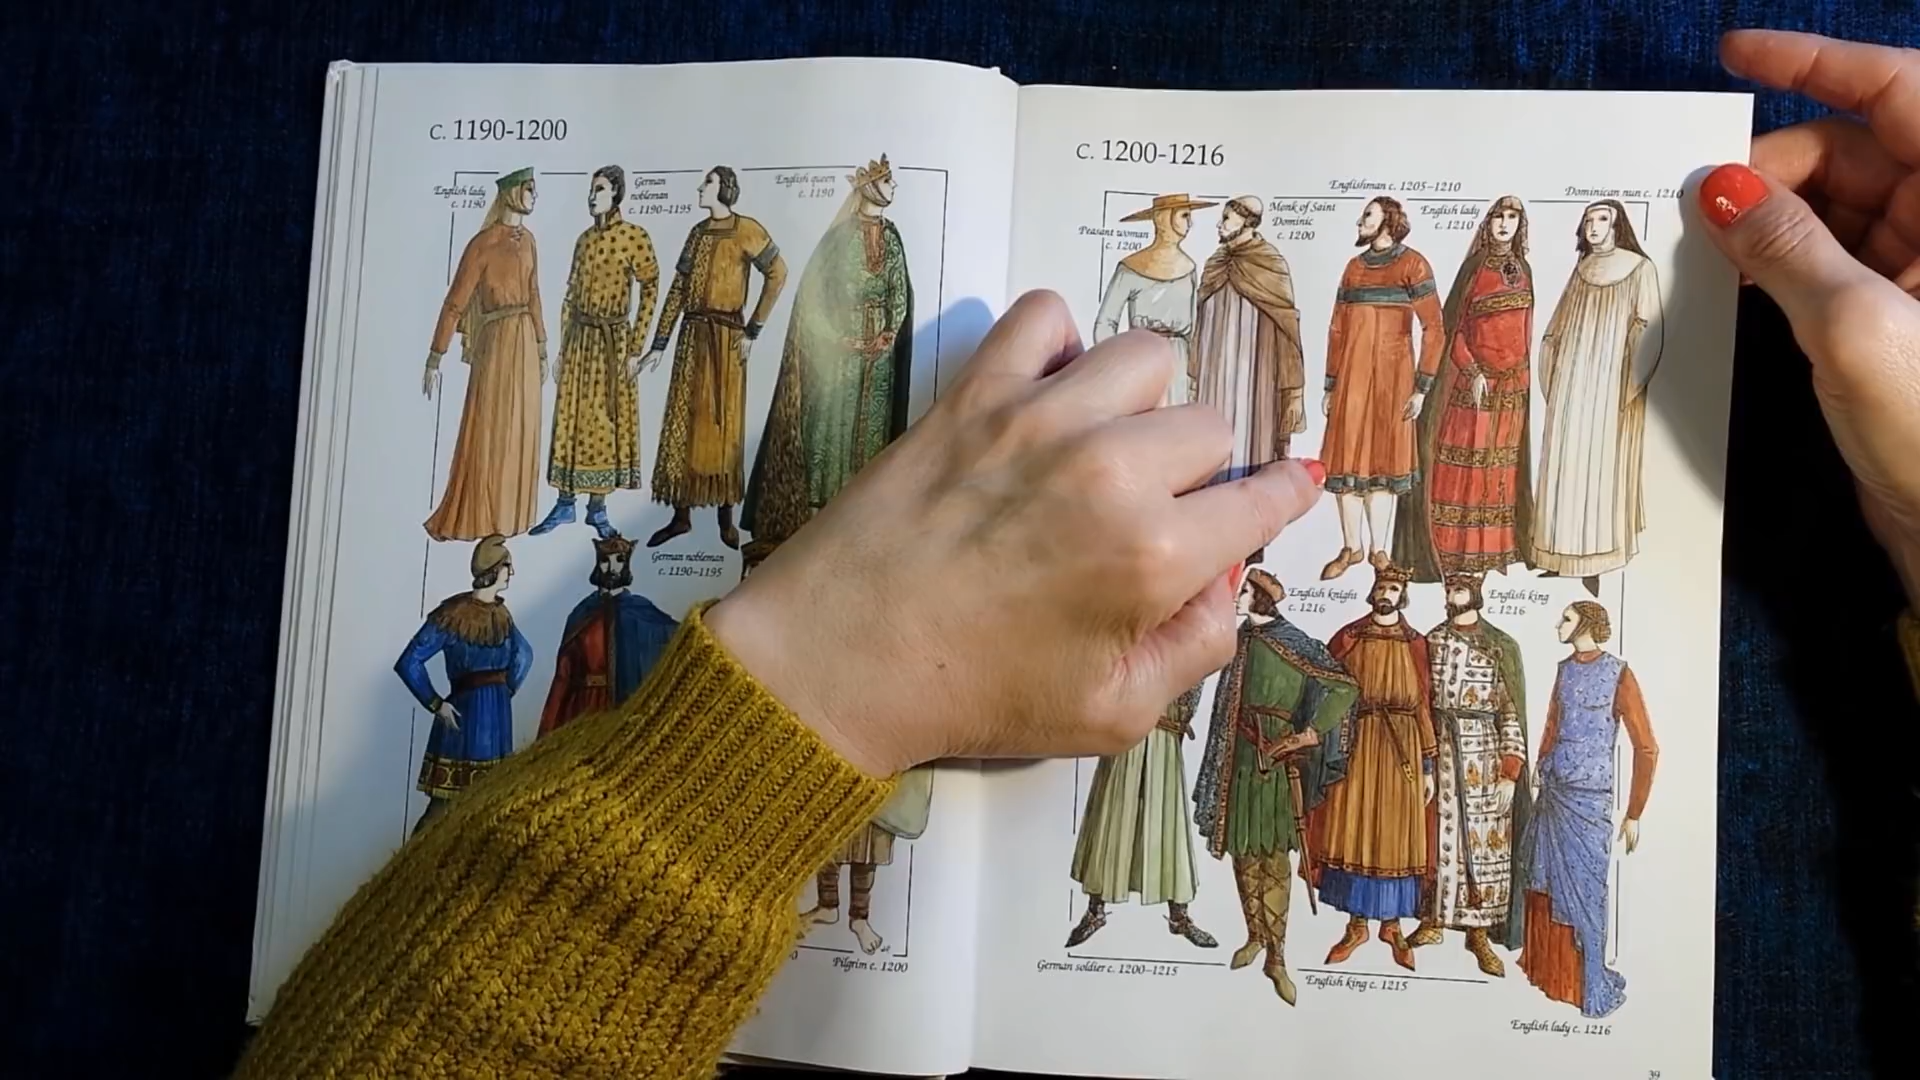 c. 1190-1200
English lady
c. 1190
German
nobleman
c. 1190–1195
English queen
c. 1190
German nobleman
c. 1190–1195
Pilgrim c. 1200
c. 1200-1216
Peasant woman
c. 1200
Monk of Saint
Dominic
c. 1200
Englishman c. 1205–1210
English lady
c. 1210
Dominican nun c. 1210
English knight
c. 1216
English king
c. 1216
German soldier c. 1200–1215
English king c. 1215
English lady c. 1216
39